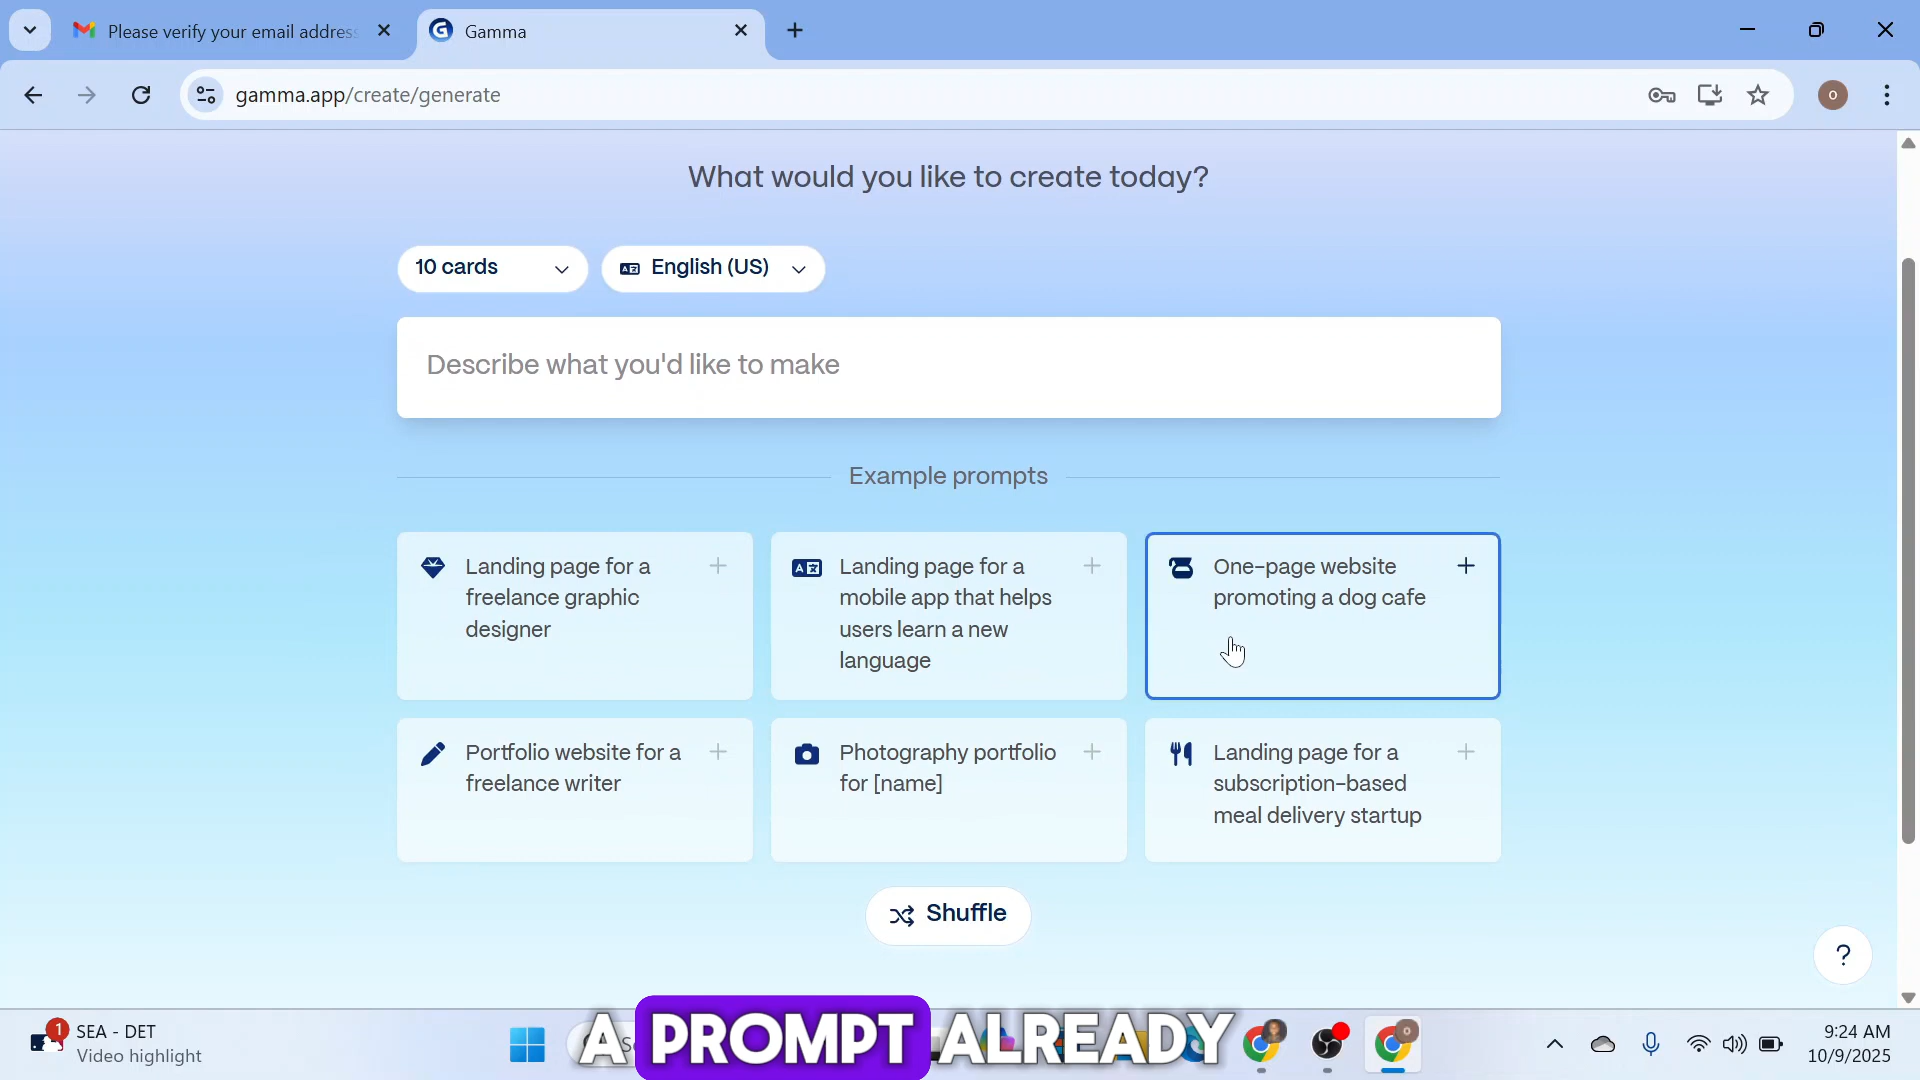 Please verify your email addres
Gamma
gamma.app/create/generate
O
What would you like to create today?
10 cards
English (US)
Describe what you'd like to make
Example prompts
Landing page for a
freelance graphic
designer
Landing page for a
mobile app that helps
users learn a new
language
One-page website
promoting a dog cafe
Portfolio website for a
freelance writer
Photography portfolio
for [name]
Landing page for a
subscription-based
meal delivery startup
Shuffle
?
1
SEA - DET
Video highlight
A PROMPT ALREADY
9:24 AM
10/9/2025